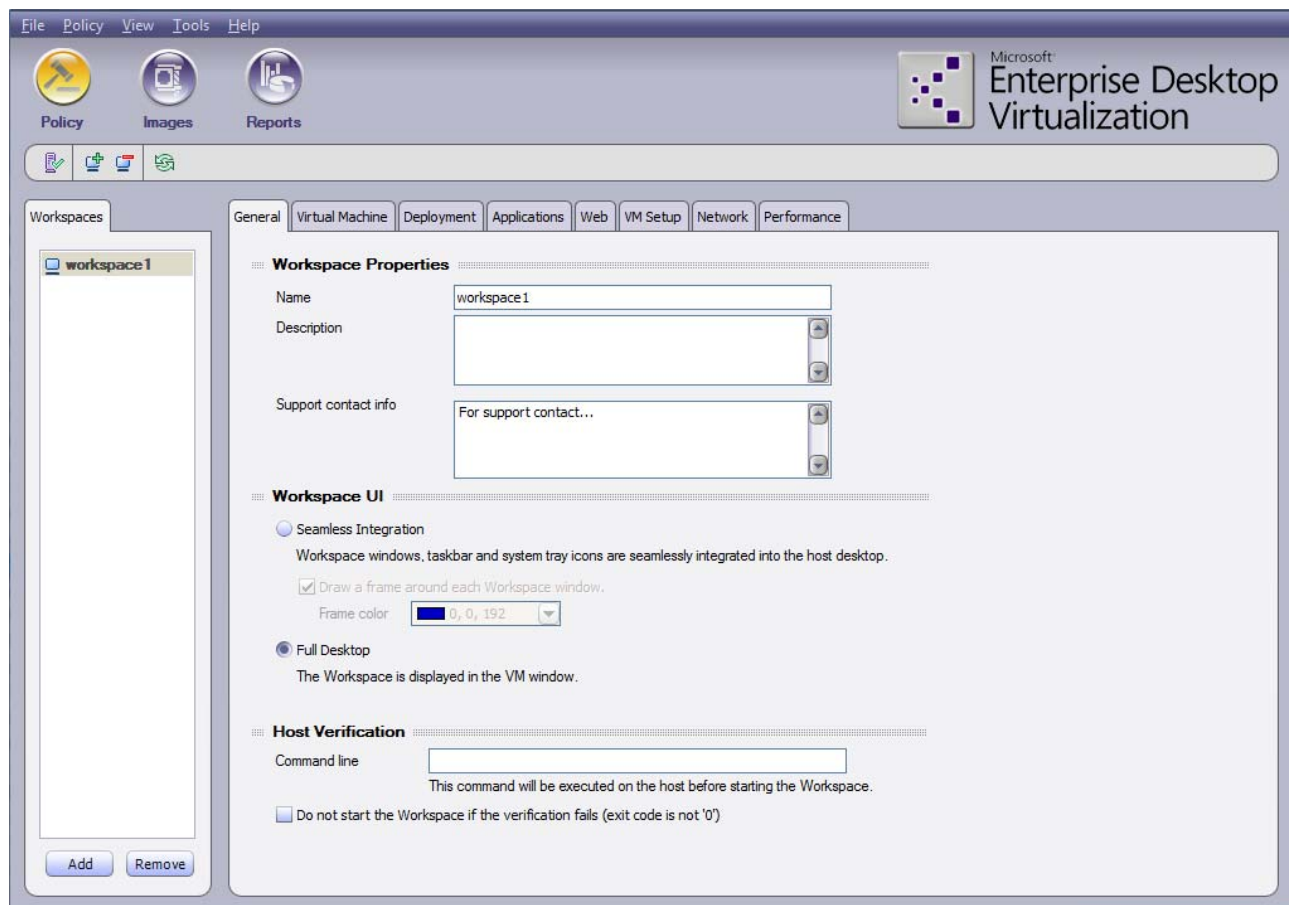 File Policy View Tools Help
Microsoft
Enterprise Desktop
Virtualization
Policy Images Reports
Workspaces
General Virtual Machine Deployment Applications Web VM Setup Network Performance
workspace1
Workspace Properties
Name workspace1
Description
Support contact info For support contact...
Workspace UI
Seamless Integration
Workspace windows, taskbar and system tray icons are seamlessly integrated into the host desktop.
Draw a frame around each Workspace window.
Frame color 0, 0, 192
Full Desktop
The Workspace is displayed in the VM window.
Host Verification
Command line
This command will be executed on the host before starting the Workspace.
Do not start the Workspace if the verification fails (exit code is not '0')
Add Remove